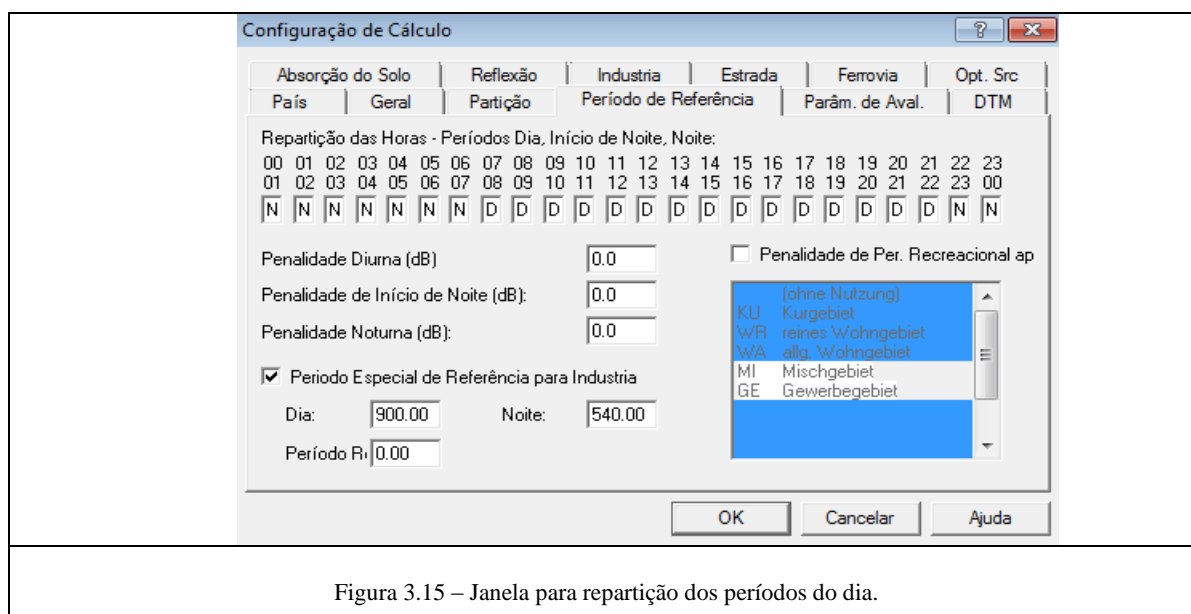 Configuração de Cálculo
Absorção do Solo Reflexão Industria Estrada Ferrovia Opt. Src
País Geral Partição Período de Referência Parâm. de Aval. DTM
Repartição das Horas - Períodos Dia, Início de Noite, Noite:
00 01 02 03 04 05 06 07 08 09 10 11 12 13 14 15 16 17 18 19 20 21 22 23
01 02 03 04 05 06 07 08 09 10 11 12 13 14 15 16 17 18 19 20 21 22 23 00
N N N N N N N D D D D D D D D D D D D D D D N N
Penalidade Diurna (dB) 0.0
Penalidade de Início de Noite (dB): 0.0
Penalidade Noturna (dB): 0.0
Periodo Especial de Referência para Industria
Dia: 900.00 Noite: 540.00
Período R 0.00
Penalidade de Per. Recreacional ap
(ohne Nutzung)
KU Kurgebiet
WR reines Wohngebiet
WA allg. Wohngebiet
MI Mischgebiet
GE Gewerbegebiet
OK Cancelar Ajuda
Figura 3.15 – Janela para repartição dos períodos do dia.